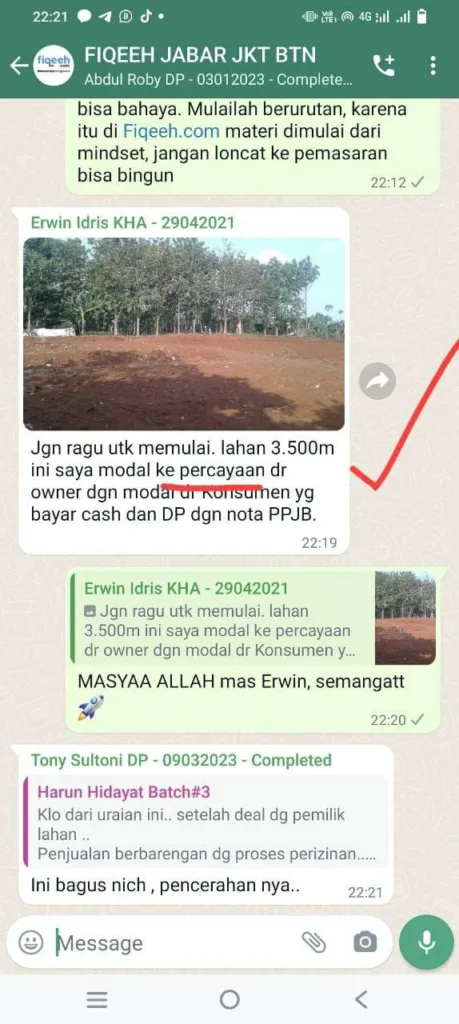 22:21
4G
fiqeeh
FIQEEH JABAR JKT BTN
Abdul Roby DP - 03012023 - Complete...
bisa bahaya. Mulailah berurutan, karena
itu di Fiqeeh.com materi dimulai dari
mindset, jangan loncat ke pemasaran
bisa bingun
22:12
Erwin Idris KHA - 29042021
Jgn ragu utk memulai. lahan 3.500m
ini saya modal ke percayaan dr
owner dgn modal dr Konsumen yg
bayar cash dan DP dgn nota PPJB.
22:19
Erwin Idris KHA - 29042021
Jgn ragu utk memulai. lahan
3.500m ini saya modal ke percayaan
dr owner dgn modal dr Konsumen y...
MASYAA ALLAH mas Erwin, semangatt
22:20
Tony Sultoni DP - 09032023 - Completed
Harun Hidayat Batch#3
Klo dari uraian ini.. setelah deal dg pemilik
lahan ..
Penjualan berbarengan dg proses perizinan.....
Ini bagus nich , pencerahan nya..
22:21
Message